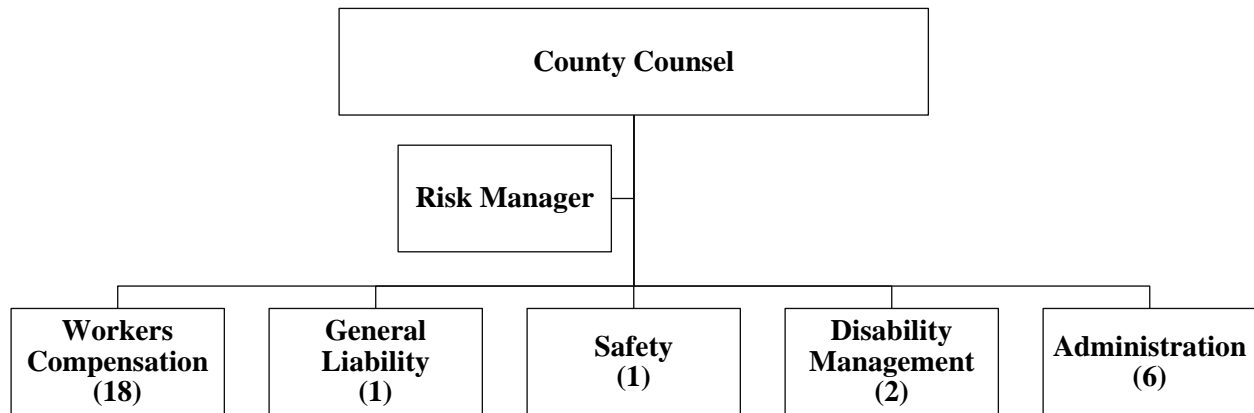 County Counsel
Risk Manager
Workers
Compensation
(18)
General
Liability
(1)
Safety
(1)
Disability
Management
(2)
Administration
(6)